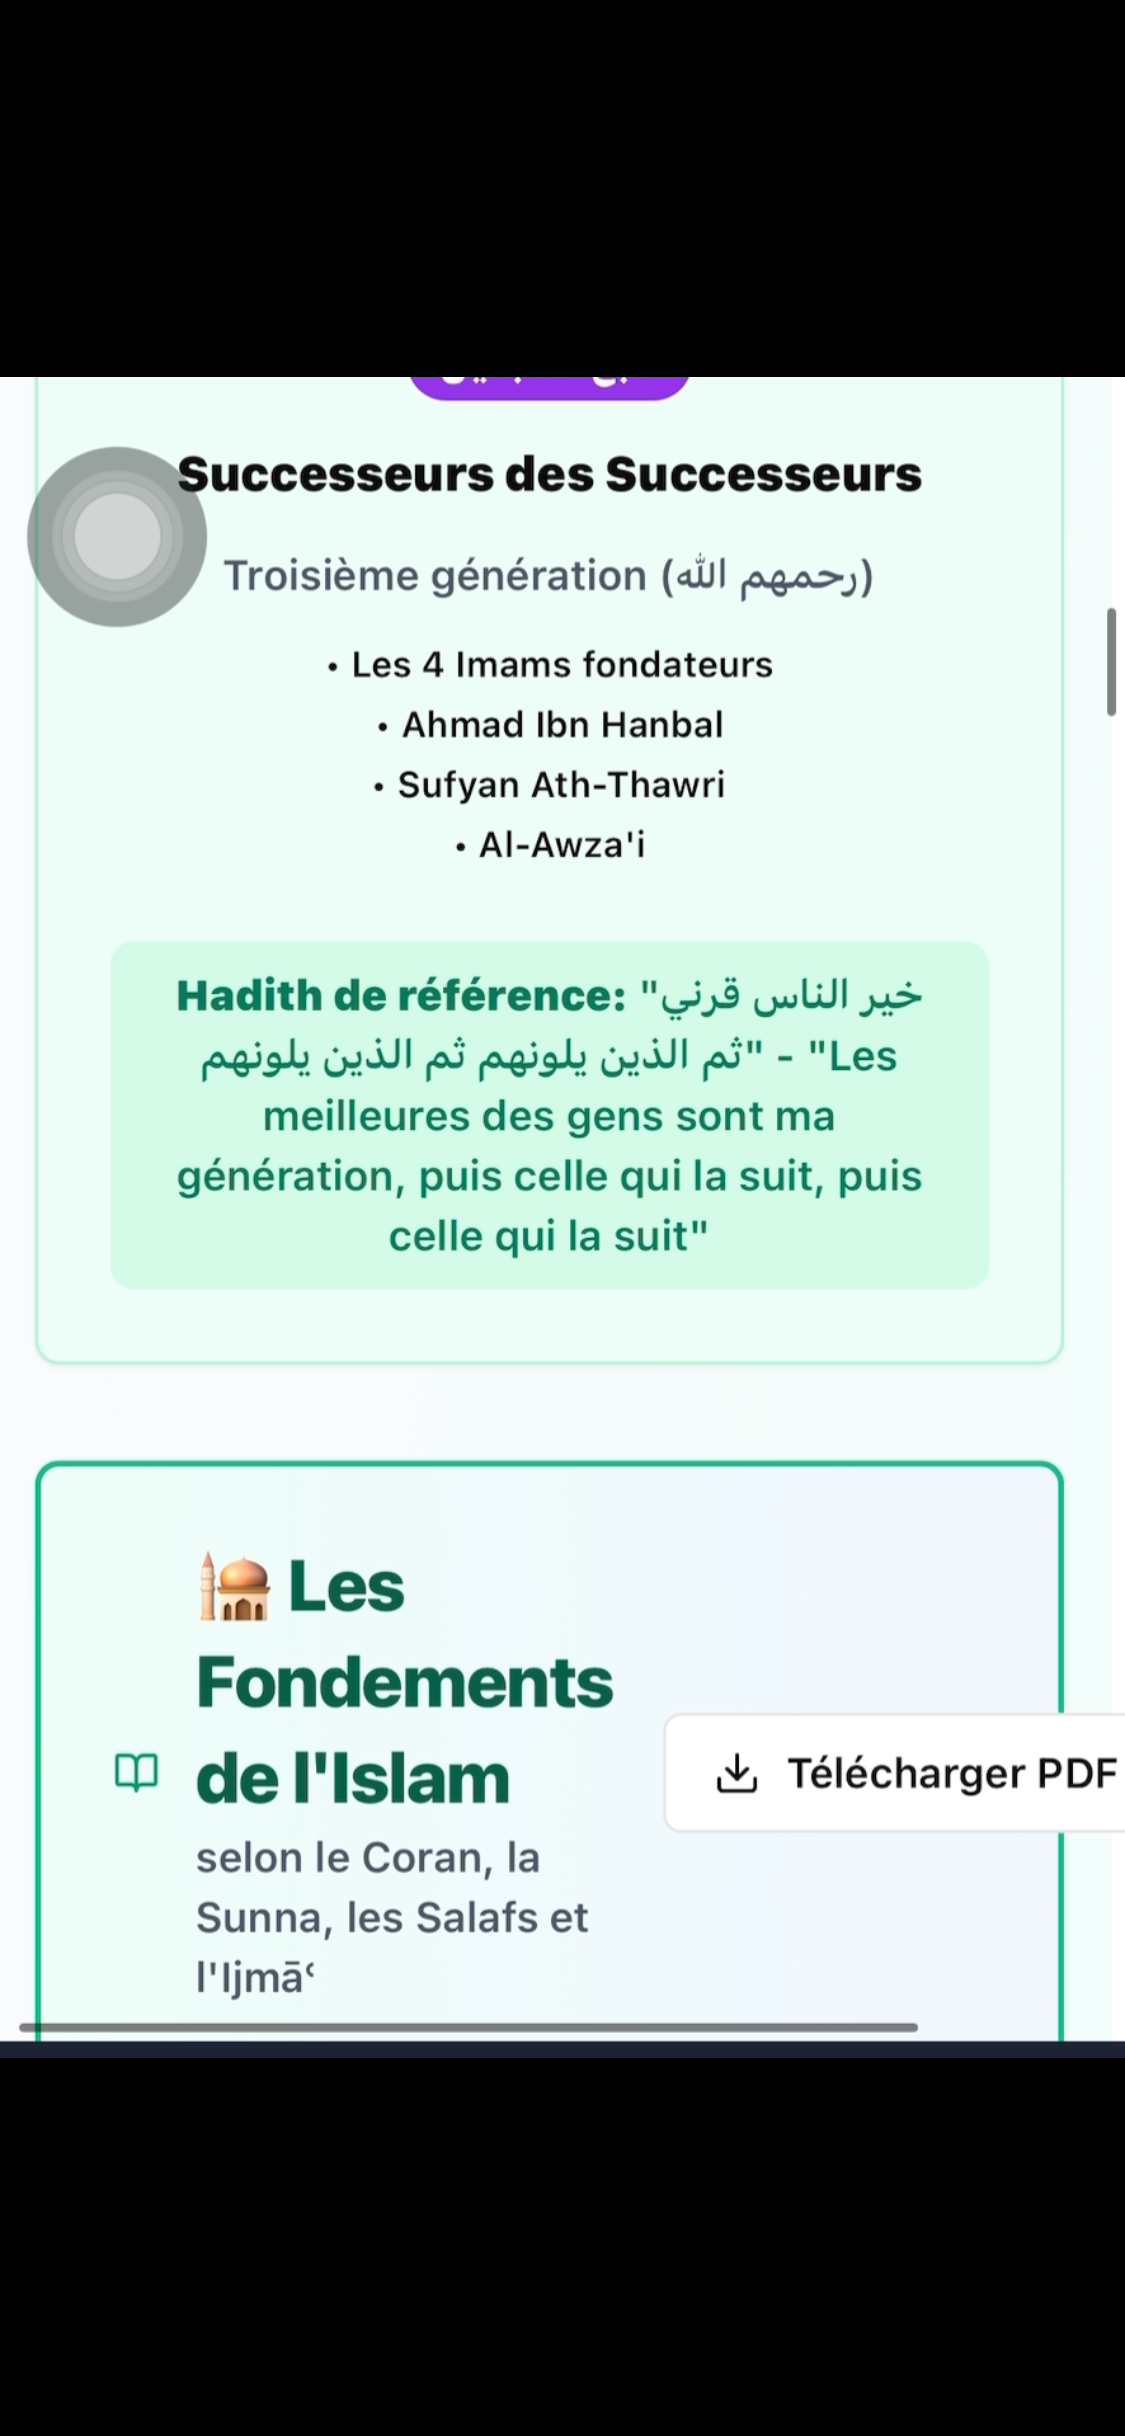 Successeurs des Successeurs
Troisième génération (رحمهم الله)
• Les 4 Imams fondateurs
• Ahmad Ibn Hanbal
• Sufyan Ath-Thawri
• Al-Awza'i
Hadith de référence: "خير الناس قرني
ثم الذين يلونهم ثم الذين يلونهم" - "Les
meilleures des gens sont ma
génération, puis celle qui la suit, puis
celle qui la suit"
Les
Fondements
de l'Islam
Télécharger PDF
selon le Coran, la
Sunna, les Salafs et
l'Ijmāʿ